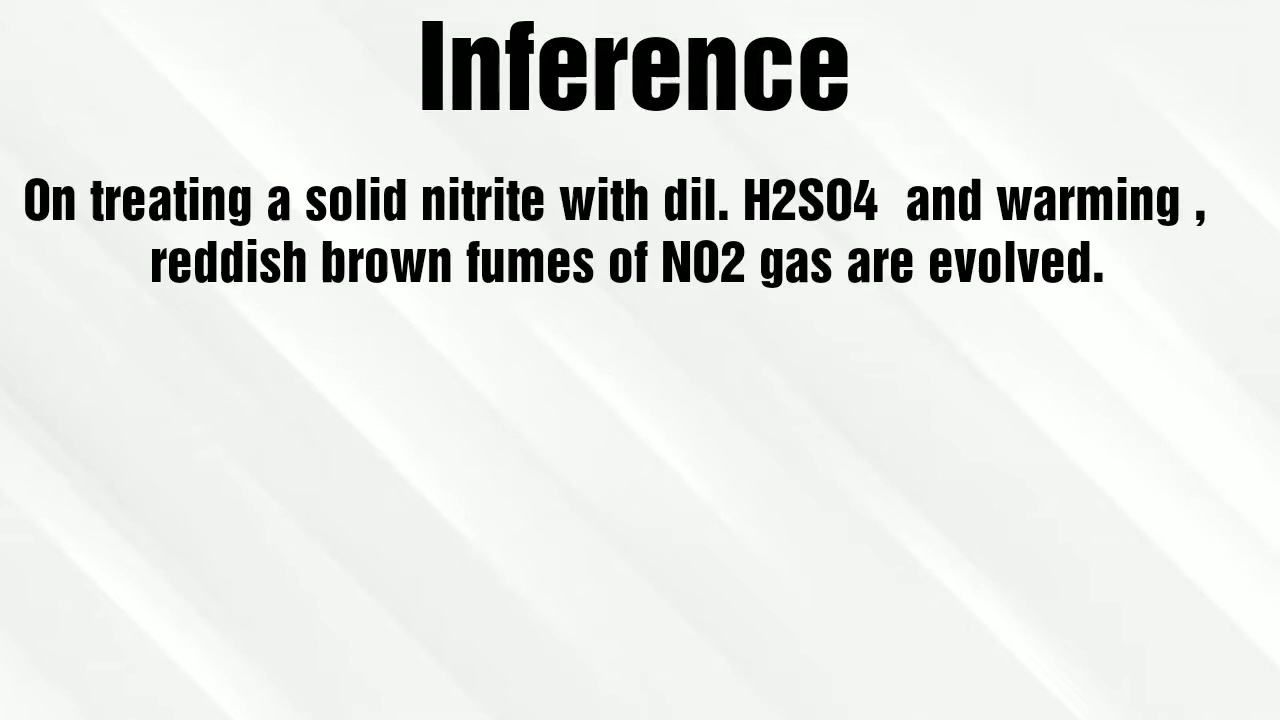 Inference
On treating a solid nitrite with dil. H2SO4 and warming ,
reddish brown fumes of NO2 gas are evolved.